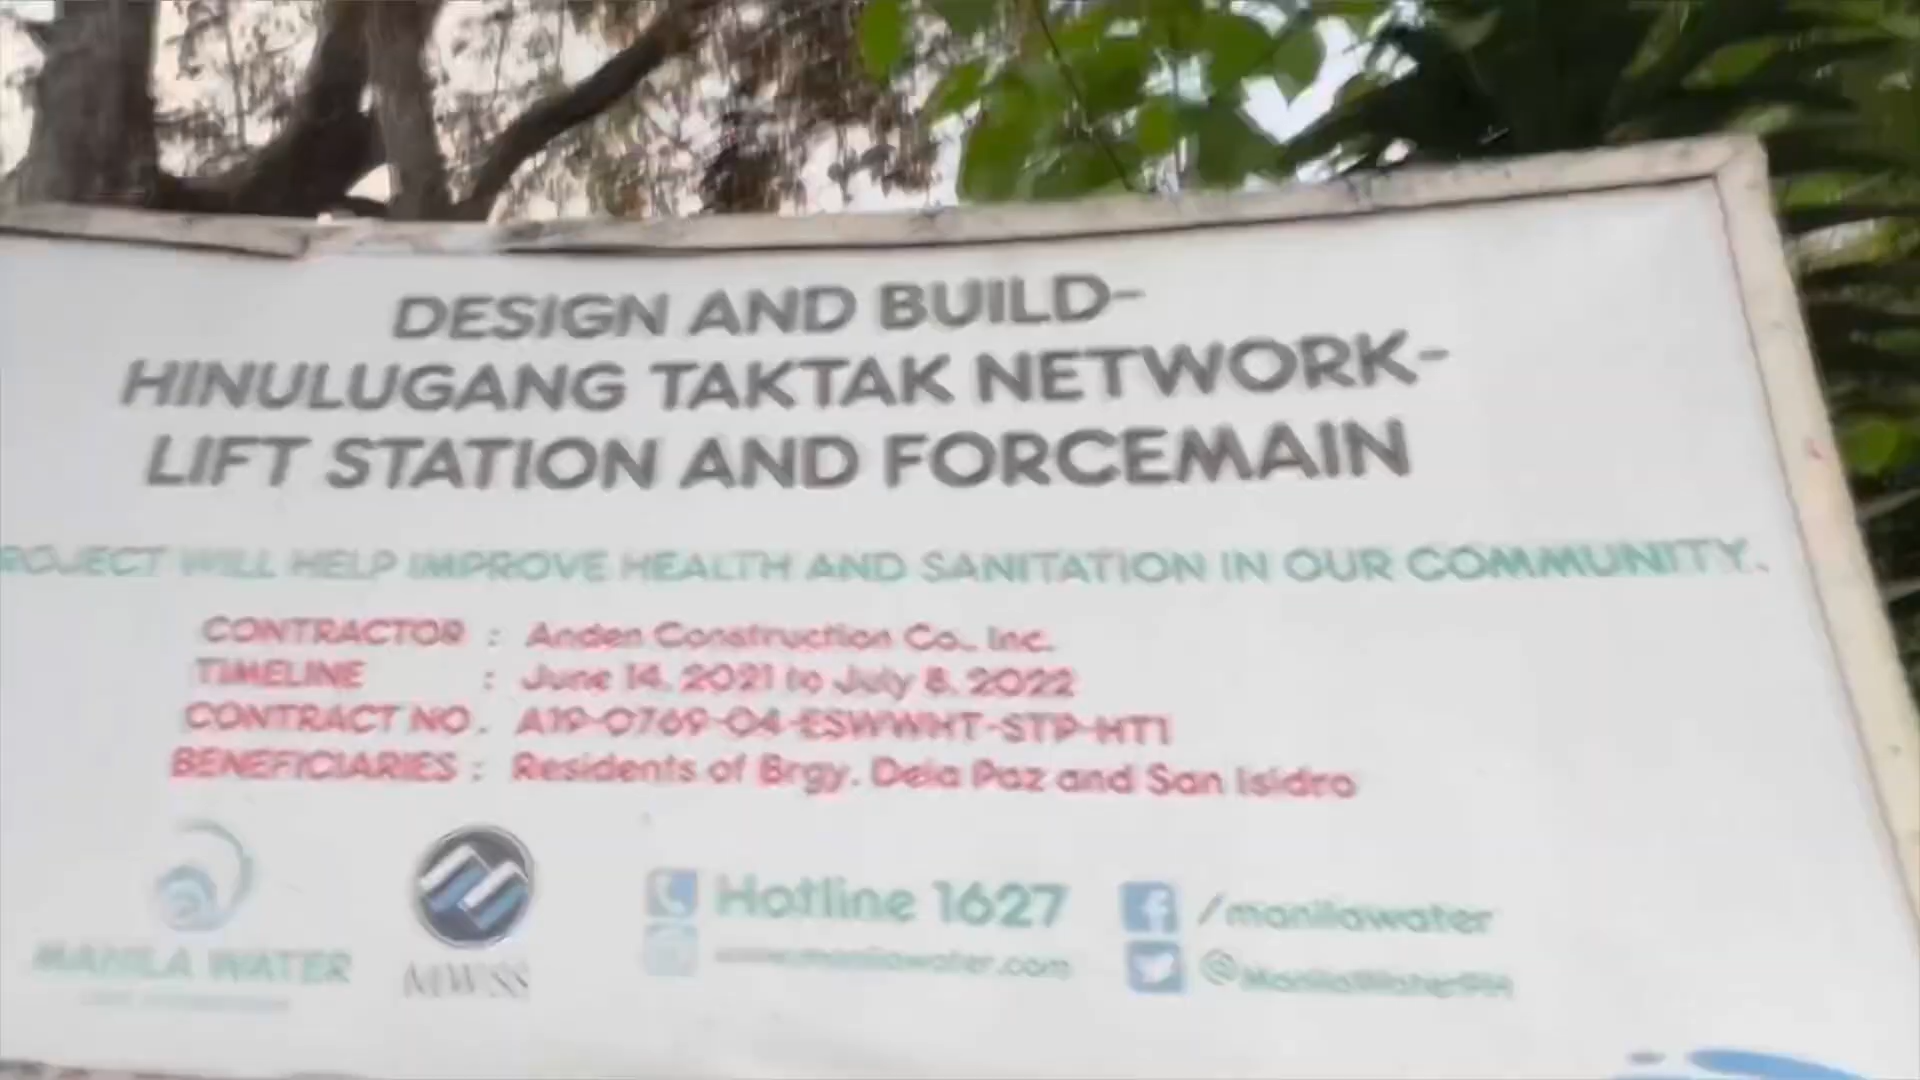 DESIGN AND BUILD-
HINULUGANG TAKTAK NETWORK-
LIFT STATION AND FORCEMAIN
ROJECT WILL HELP IMPROVE HEALTH AND SANITATION IN OUR COMMUNITY.
CONTRACTOR : Anden Construction Co., Inc.
TIMELINE : June 14, 2021 to July 8, 2022
CONTRACT NO. A19-0769-04-ESWWHT-STP-HT1
BENEFICIARIES : Residents of Brgy. Dela Paz and San Isidro
MANILA WATER
MWSS
Hotline 1627
www.manilawater.com
/manilawater
@ManilaWaterPH